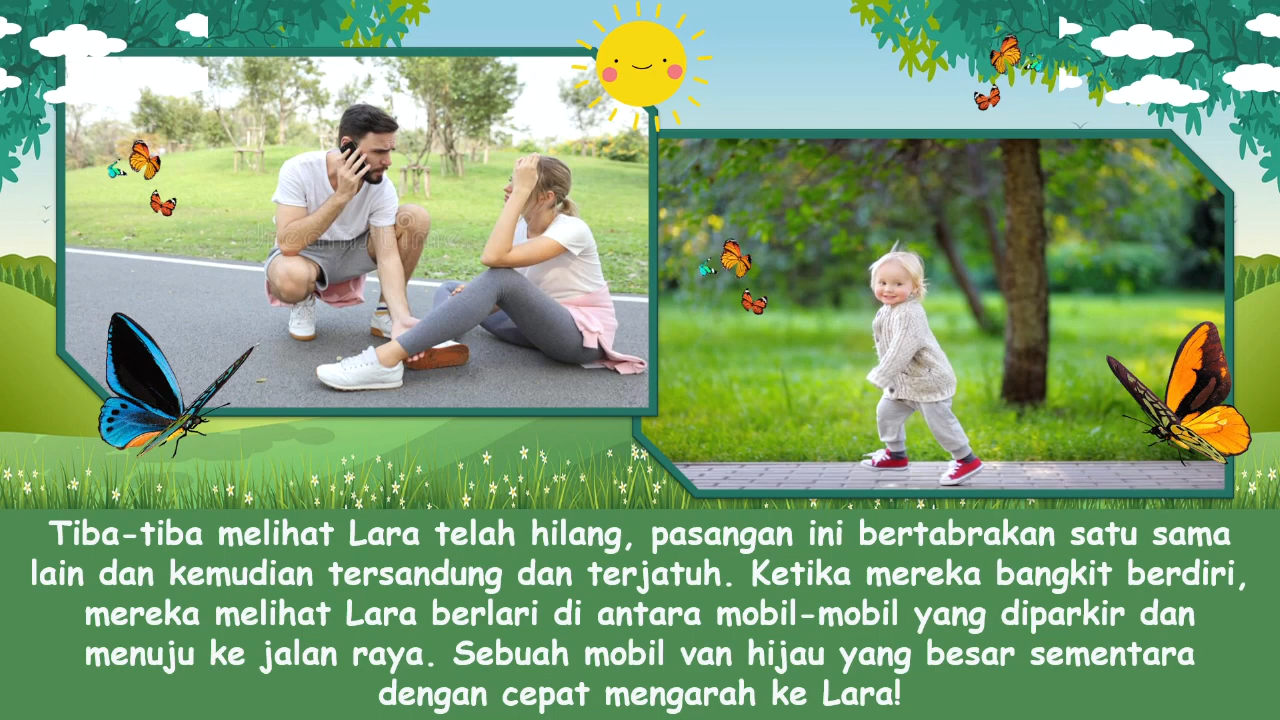 Tiba-tiba melihat Lara telah hilang, pasangan ini bertabrakan satu sama
lain dan kemudian tersandung dan terjatuh. Ketika mereka bangkit berdiri,
mereka melihat Lara berlari di antara mobil-mobil yang diparkir dan
menuju ke jalan raya. Sebuah mobil van hijau yang besar sementara
dengan cepat mengarah ke Lara!